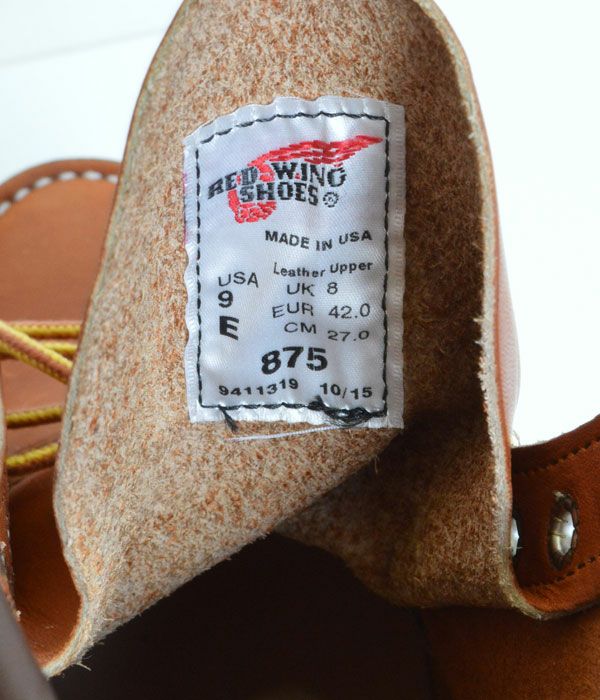 RED WING
SHOES ®
MADE IN USA
Leather Upper
USA UK 8
9 EUR 42.0
E CM 27.0
875
9411319 10/15